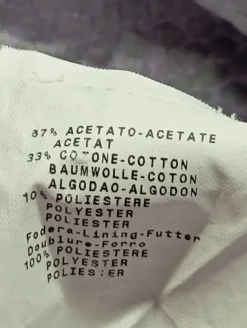 57% ACETATO-ACETATE
ACETAT
33% COTONE-COTTON
BAUMWOLLE-COTON
ALGODAO-ALGODON
10% POLIESTERE
POLYESTER
POLIESTER
Fodera-Lining-Futter
Doublure-Forro
100% POLIESTERE
POLYESTER
POLIESTER